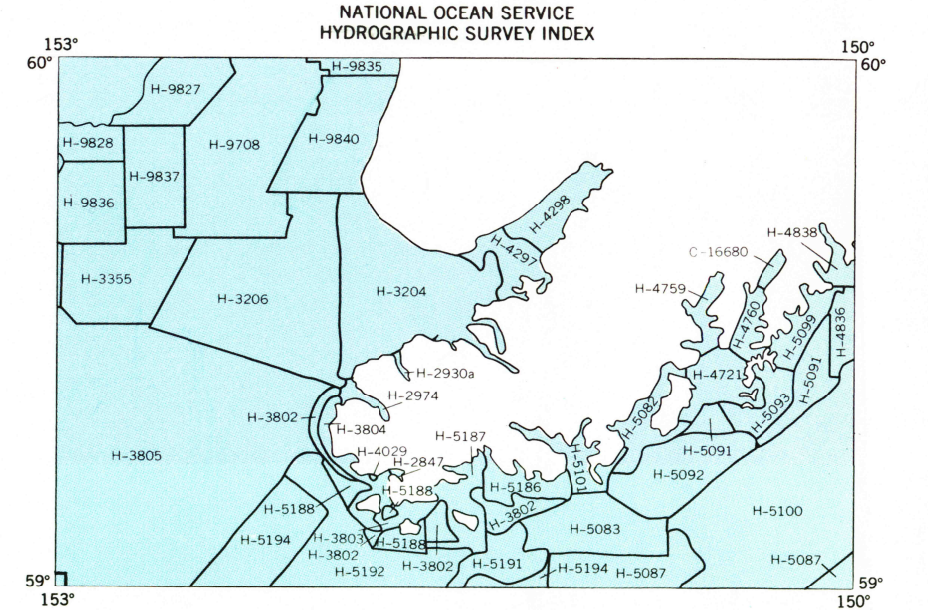 NATIONAL OCEAN SERVICE
HYDROGRAPHIC SURVEY INDEX
153° 150°
60° 60°
H-9835
H-9827
H-9828
H-9708
H-9840
H-9837
H-9836
H-4298
H-4297
H-4838
C-16680
H-3355
H-3206
H-3204
H-4759
H-4760
H-5099
H-4836
H-2930a
H-4721
H-5091
H-2974
H-3802
H-3804
H-5082
H-5093
H-5187
H-3805
H-4029
H-2847
H-5091
H-5101
H-5092
H-5188
H-5186
H-5188
H-3802
H-5100
H-5194
H-3803
H-5188
H-5083
H-3802
H-5192
H-3802
H-5191
H-5194
H-5087
H-5087
59° 59°
153° 150°